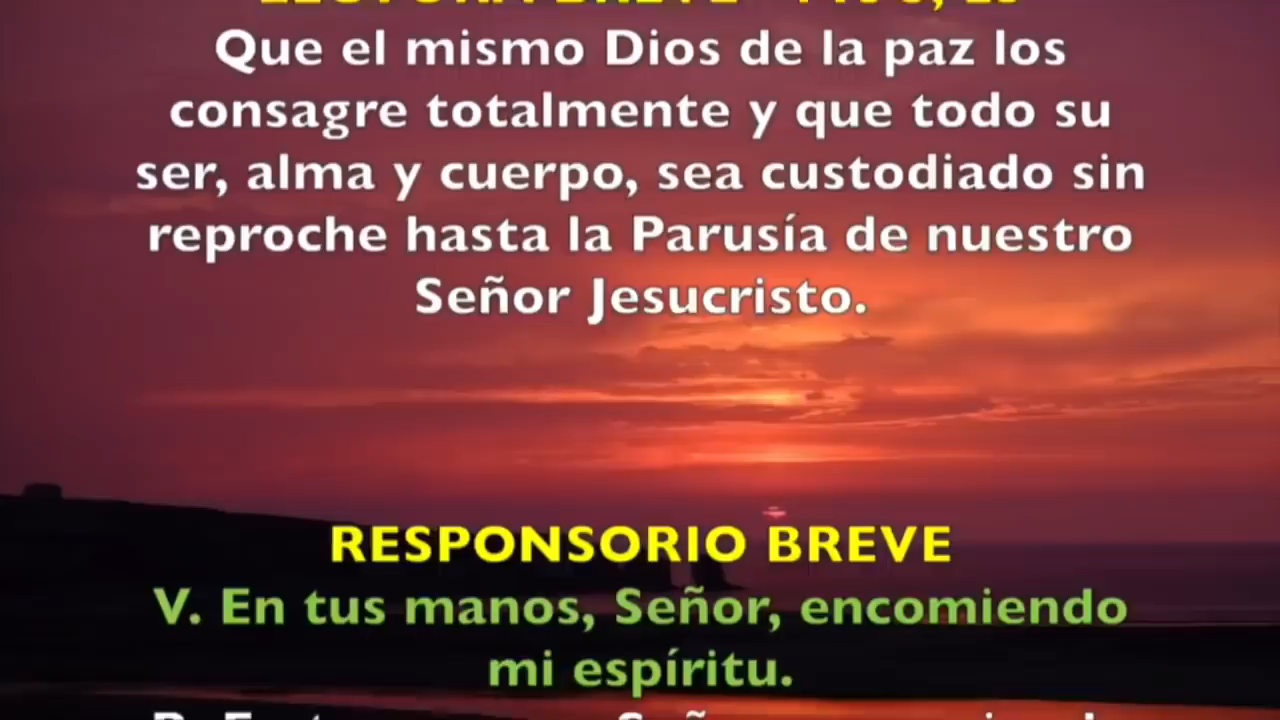 Que el mismo Dios de la paz los
consagre totalmente y que todo su
ser, alma y cuerpo, sea custodiado sin
reproche hasta la Parusía de nuestro
Señor Jesucristo.
RESPONSORIO BREVE
V. En tus manos, Señor, encomiendo
mi espíritu.